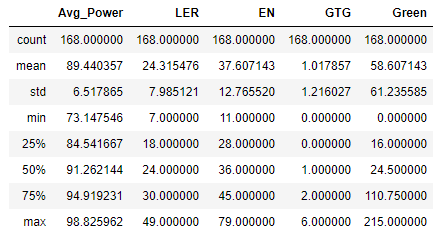 Avg_Power LER EN GTG Green
count 168.000000 168.000000 168.000000 168.000000 168.000000
mean 89.440357 24.315476 37.607143 1.017857 58.607143
std 6.517865 7.985121 12.765520 1.216027 61.235585
min 73.147546 7.000000 11.000000 0.000000 0.000000
25% 84.541667 18.000000 28.000000 0.000000 16.000000
50% 91.262144 24.000000 36.000000 1.000000 24.500000
75% 94.919231 30.000000 45.000000 2.000000 110.750000
max 98.825962 49.000000 79.000000 6.000000 215.000000